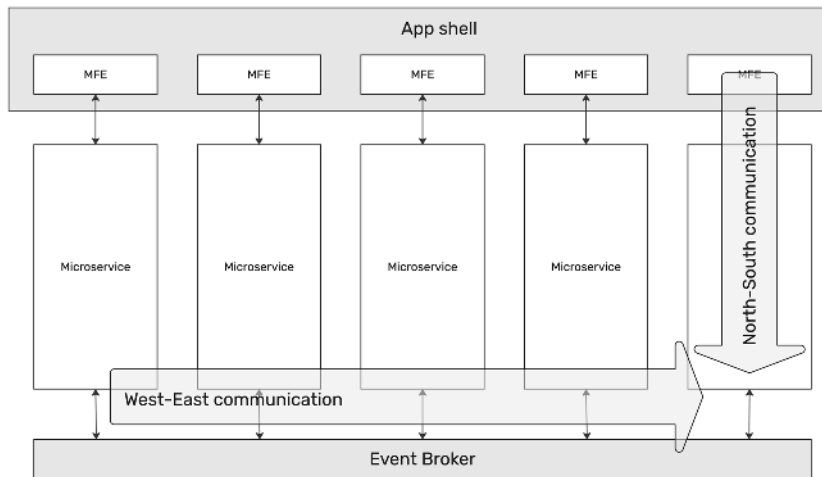 App shell
MFE
MFE
MFE
MFE
MFE
Microservice
Microservice
Microservice
Microservice
North-South communication
West-East communication
Event Broker